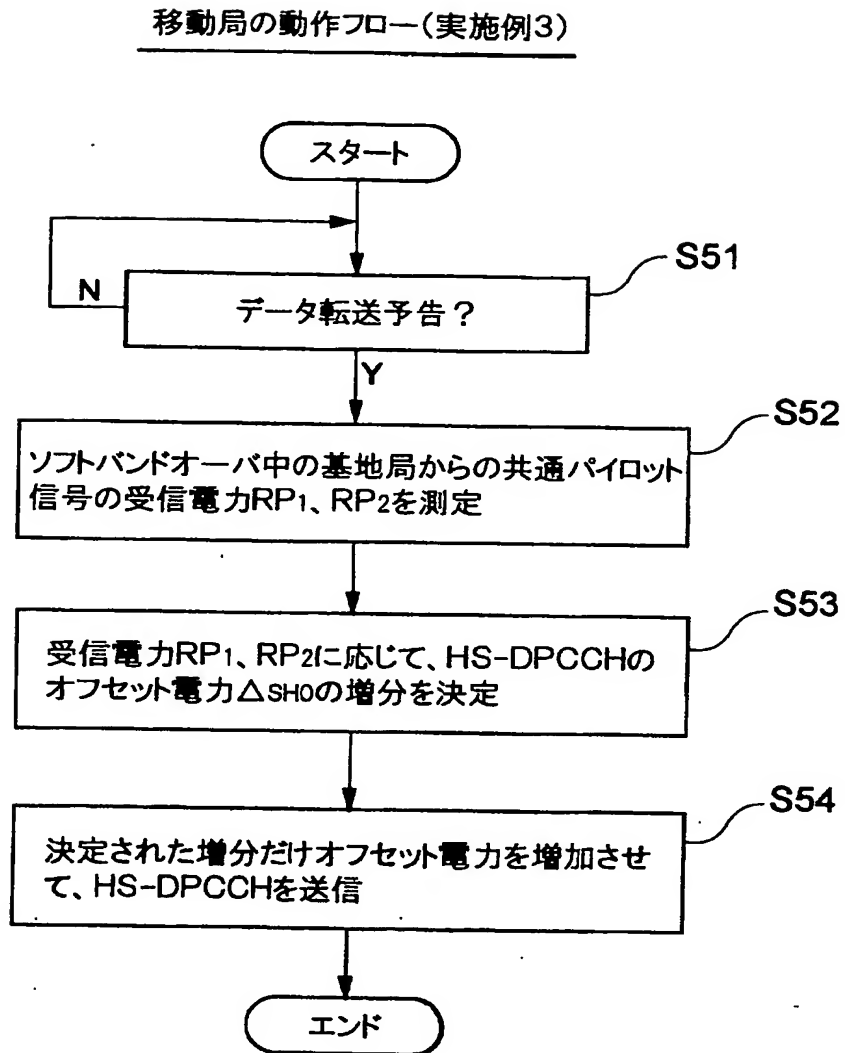 移動局の動作フロー(実施例3)
スタート
S51
N
データ転送予告?
Y
S52
ソフトバンドオーバ中の基地局からの共通パイロット
信号の受信電力RP1、RP2を測定
S53
受信電力RP1、RP2に応じて、HS-DPCCHの
オフセット電力△SHOの増分を決定
S54
決定された増分だけオフセット電力を増加させ
て、HS-DPCCHを送信
エンド